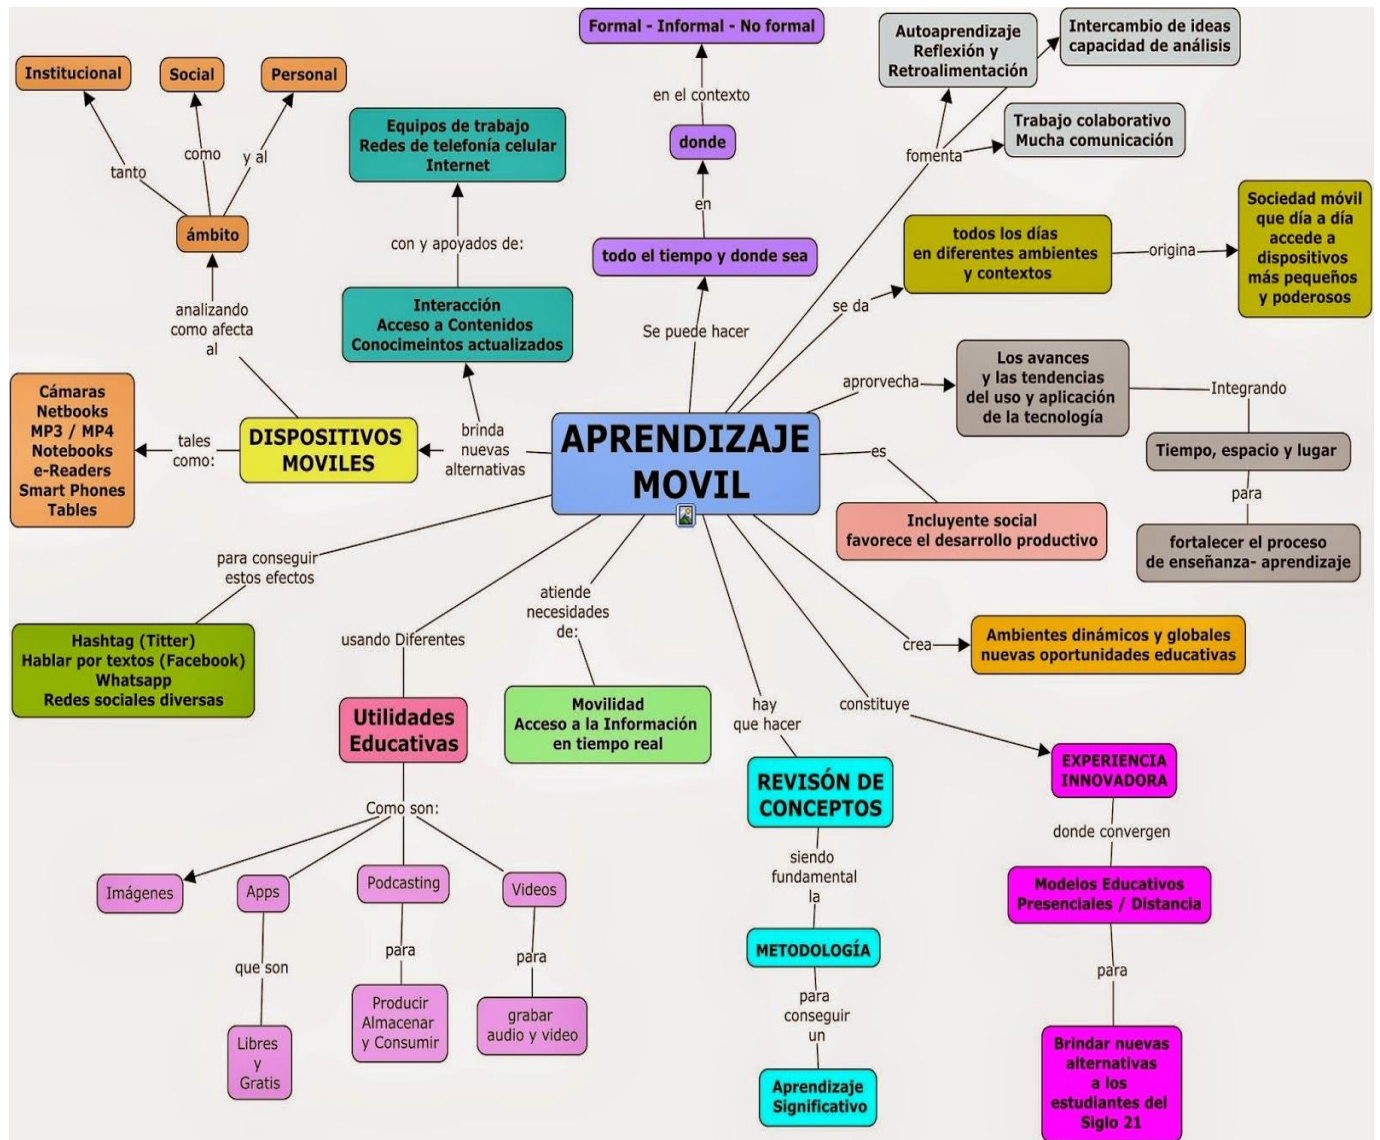 Formal - Informal - No formal
Autoaprendizaje
Reflexión y
Retroalimentación
Intercambio de ideas
capacidad de análisis
Institucional
Social
Personal
en el contexto
Equipos de trabajo
Redes de telefonía celular
Internet
Trabajo colaborativo
Mucha comunicación
donde
fomenta
tanto
como
y al
en
ámbito
con y apoyados de:
todo el tiempo y donde sea
todos los días
en diferentes ambientes
y contextos
origina
Sociedad móvil
que día a día
accede a
dispositivos
más pequeños
y poderosos
analizando
como afecta
al
Interacción
Acceso a Contenidos
Conocimeintos actualizados
Se puede hacer
se da
Cámaras
Netbooks
MP3 / MP4
Notebooks
e-Readers
Smart Phones
Tables
tales
como:
DISPOSITIVOS
MOVILES
brinda
nuevas
alternativas
APRENDIZAJE
MOVIL
aprorvecha
Los avances
y las tendencias
del uso y aplicación
de la tecnología
Integrando
Tiempo, espacio y lugar
para
fortalecer el proceso
de enseñanza- aprendizaje
es
Incluyente social
favorece el desarrollo productivo
para conseguir
estos efectos
Hashtag (Titter)
Hablar por textos (Facebook)
Whatsapp
Redes sociales diversas
usando Diferentes
atiende
necesidades
de:
crea
Ambientes dinámicos y globales
nuevas oportunidades educativas
Utilidades
Educativas
Movilidad
Acceso a la Información
en tiempo real
hay
que hacer
constituye
REVISÓN DE
CONCEPTOS
EXPERIENCIA
INNOVADORA
Como son:
Imágenes
Apps
Podcasting
Videos
siendo
fundamental
la
donde convergen
Modelos Educativos
Presenciales / Distancia
que son
para
para
METODOLOGÍA
para
Libres
y
Gratis
Producir
Almacenar
y Consumir
grabar
audio y video
para
conseguir
un
Aprendizaje
Significativo
Brindar nuevas
alternativas
a los
estudiantes del
Siglo 21